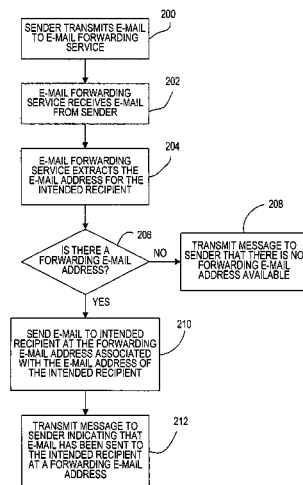 200
SENDER TRANSMITS E-MAIL
TO E-MAIL FORWARDING
SERVICE
202
E-MAIL FORWARDING
SERVICE RECEIVES E-MAIL
FROM SENDER
204
E-MAIL FORWARDING
SERVICE EXTRACTS THE
E-MAIL ADDRESS FOR THE
INTENDED RECIPIENT
206
IS THERE A
FORWARDING E-MAIL
ADDRESS?
NO
208
TRANSMIT MESSAGE TO
SENDER THAT THERE IS NO
FORWARDING E-MAIL
ADDRESS AVAILABLE
YES
210
SEND E-MAIL TO INTENDED
RECIPIENT AT THE FORWARDING
E-MAIL ADDRESS ASSOCIATED
WITH THE E-MAIL ADDRESS OF
THE INTENDED RECIPIENT
212
TRANSMIT MESSAGE TO
SENDER INDICATING THAT
E-MAIL HAS BEEN SENT TO
THE INTENDED RECIPIENT
AT A FORWARDING E-MAIL
ADDRESS